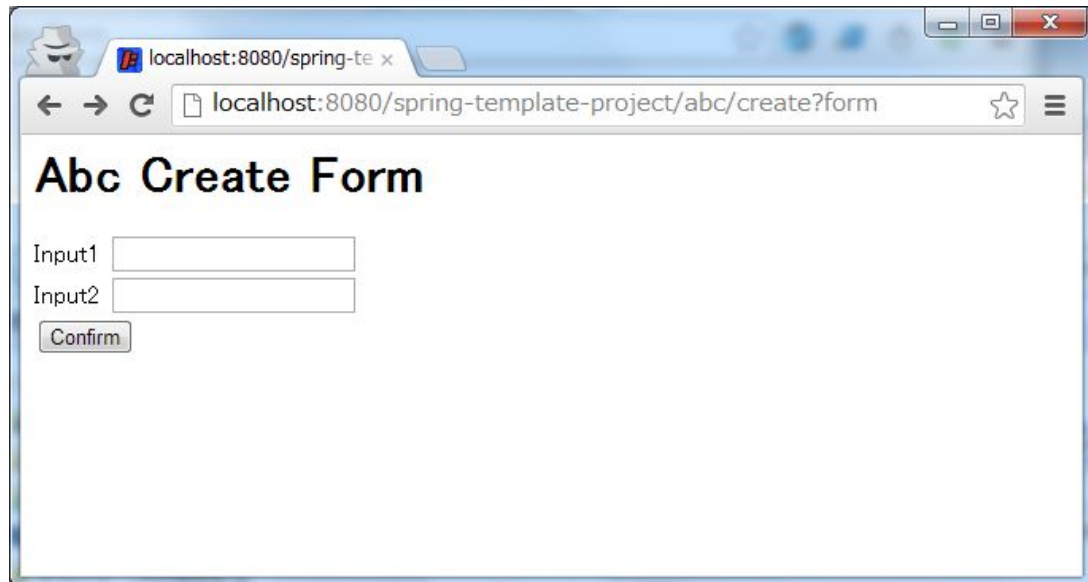 localhost:8080/spring-te
localhost:8080/spring-template-project/abc/create?form
Abc Create Form
Input1
Input2
Confirm